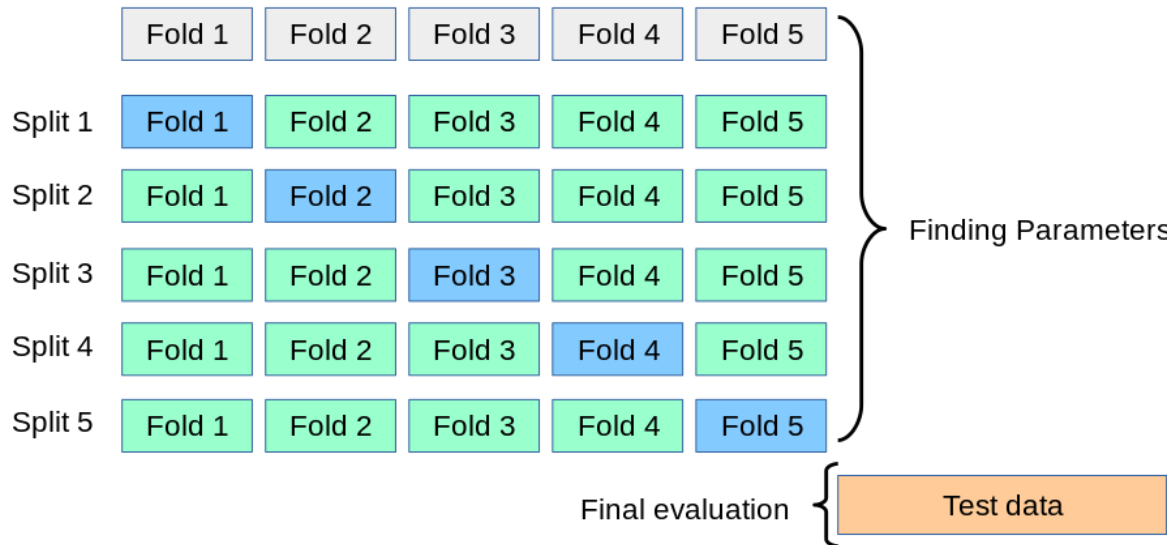 Fold 1 Fold 2 Fold 3 Fold 4 Fold 5
Split 1 Fold 1 Fold 2 Fold 3 Fold 4 Fold 5
Split 2 Fold 1 Fold 2 Fold 3 Fold 4 Fold 5
Finding Parameters
Split 3 Fold 1 Fold 2 Fold 3 Fold 4 Fold 5
Split 4 Fold 1 Fold 2 Fold 3 Fold 4 Fold 5
Split 5 Fold 1 Fold 2 Fold 3 Fold 4 Fold 5
Final evaluation Test data